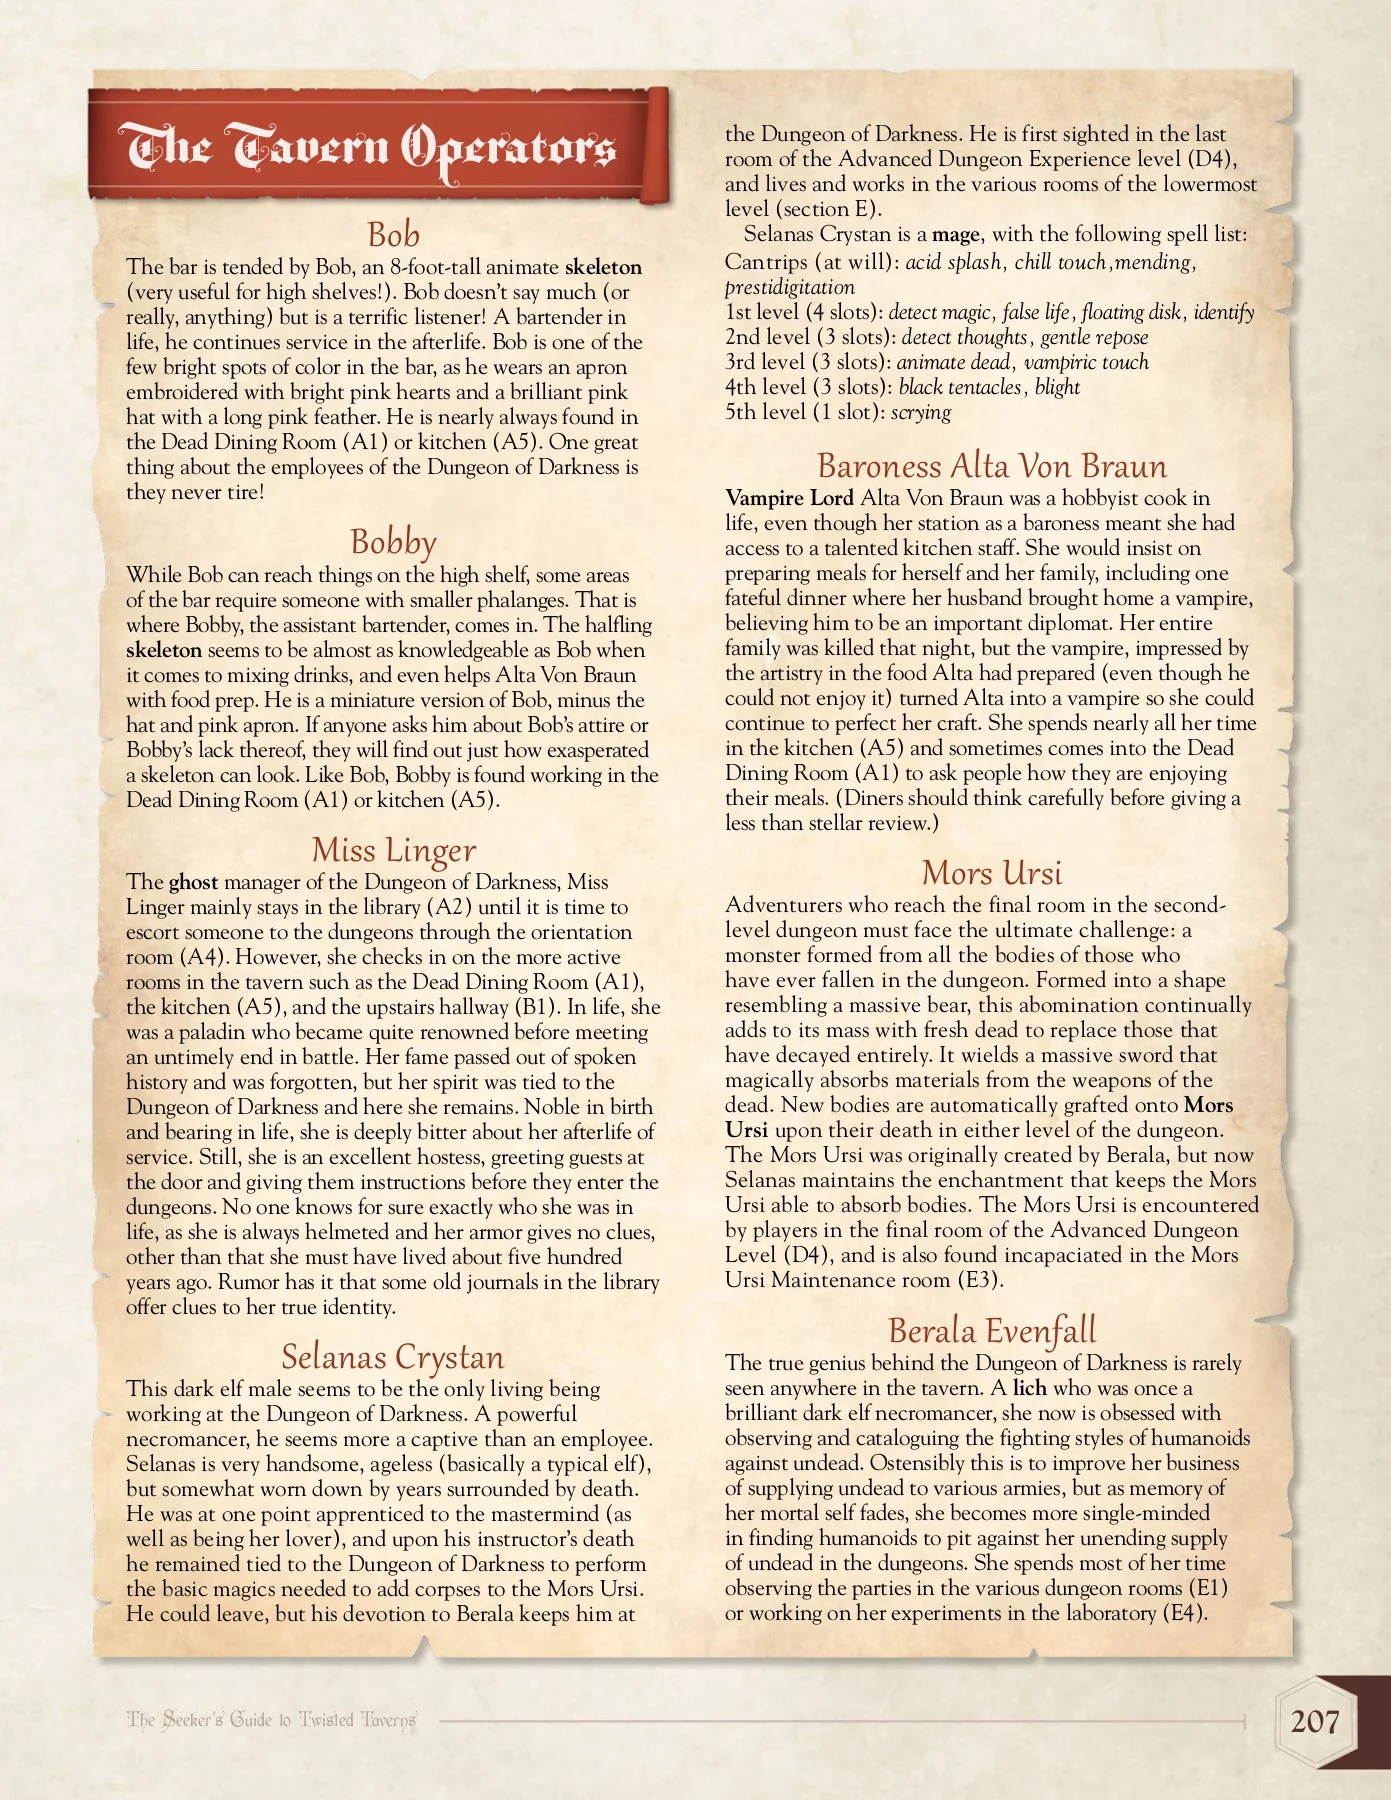 The Tavern Operators
Bob
The bar is tended by Bob, an 8-foot-tall animate skeleton
(very useful for high shelves!). Bob doesn't say much (or
really, anything) but is a terrific listener! A bartender in
life, he continues service in the afterlife. Bob is one of the
few bright spots of color in the bar, as he wears an apron
embroidered with bright pink hearts and a brilliant pink
hat with a long pink feather. He is nearly always found in
the Dead Dining Room (A1) or kitchen (A5). One great
thing about the employees of the Dungeon of Darkness is
they never tire!
Bobby
While Bob can reach things on the high shelf, some areas
of the bar require someone with smaller phalanges. That is
where Bobby, the assistant bartender, comes in. The halfling
skeleton seems to be almost as knowledgeable as Bob when
it comes to mixing drinks, and even helps Alta Von Braun
with food prep. He is a miniature version of Bob, minus the
hat and pink apron. If anyone asks him about Bob's attire or
Bobby's lack thereof, they will find out just how exasperated
a skeleton can look. Like Bob, Bobby is found working in the
Dead Dining Room (A1) or kitchen (A5).
Miss Linger
The ghost manager of the Dungeon of Darkness, Miss
Linger mainly stays in the library (A2) until it is time to
escort someone to the dungeons through the orientation
room (A4). However, she checks in on the more active
rooms in the tavern such as the Dead Dining Room (A1),
the kitchen (A5), and the upstairs hallway (B1). In life, she
was a paladin who became quite renowned before meeting
an untimely end in battle. Her fame passed out of spoken
history and was forgotten, but her spirit was tied to the
Dungeon of Darkness and here she remains. Noble in birth
and bearing in life, she is deeply bitter about her afterlife of
service. Still, she is an excellent hostess, greeting guests at
the door and giving them instructions before they enter the
dungeons. No one knows for sure exactly who she was in
life, as she is always helmeted and her armor gives no clues,
other than that she must have lived about five hundred
years ago. Rumor has it that some old journals in the library
offer clues to her true identity.
Selanas Crystan
This dark elf male seems to be the only living being
working at the Dungeon of Darkness. A powerful
necromancer, he seems more a captive than an employee.
Selanas is very handsome, ageless (basically a typical elf),
but somewhat worn down by years surrounded by death.
He was at one point apprenticed to the mastermind (as
well as being her lover), and upon his instructor's death
he remained tied to the Dungeon of Darkness to perform
the basic magics needed to add corpses to the Mors Ursi.
He could leave, but his devotion to Berala keeps him at
the Dungeon of Darkness. He is first sighted in the last
room of the Advanced Dungeon Experience level (D4),
and lives and works in the various rooms of the lowermost
level (section E).
Selanas Crystan is a mage, with the following spell list:
Cantrips (at will): acid splash, chill touch,mending,
prestidigitation
1st level (4 slots): detect magic, false life, floating disk, identify
2nd level (3 slots): detect thoughts, gentle repose
3rd level (3 slots): animate dead, vampiric touch
4th level (3 slots): black tentacles, blight
5th level (1 slot): scrying
Baroness Alta Von Braun
Vampire Lord Alta Von Braun was a hobbyist cook in
life, even though her station as a baroness meant she had
access to a talented kitchen staff. She would insist on
preparing meals for herself and her family, including one
fateful dinner where her husband brought home a vampire,
believing him to be an important diplomat. Her entire
family was killed that night, but the vampire, impressed by
the artistry in the food Alta had prepared (even though he
could not enjoy it) turned Alta into a vampire so she could
continue to perfect her craft. She spends nearly all her time
in the kitchen (A5) and sometimes comes into the Dead
Dining Room (A1) to ask people how they are enjoying
their meals. (Diners should think carefully before giving a
less than stellar review.)
Mors Ursi
Adventurers who reach the final room in the second-
level dungeon must face the ultimate challenge: a
monster formed from all the bodies of those who
have ever fallen in the dungeon. Formed into a shape
resembling a massive bear, this abomination continually
adds to its mass with fresh dead to replace those that
have decayed entirely. It wields a massive sword that
magically absorbs materials from the weapons of the
dead. New bodies are automatically grafted onto Mors
Ursi upon their death in either level of the dungeon.
The Mors Ursi was originally created by Berala, but now
Selanas maintains the enchantment that keeps the Mors
Ursi able to absorb bodies. The Mors Ursi is encountered
by players in the final room of the Advanced Dungeon
Level (D4), and is also found incapaciated in the Mors
Ursi Maintenance room (E3).
Berala Evenfall
The true genius behind the Dungeon of Darkness is rarely
seen anywhere in the tavern. A lich who was once a
brilliant dark elf necromancer, she now is obsessed with
observing and cataloguing the fighting styles of humanoids
against undead. Ostensibly this is to improve her business
of supplying undead to various armies, but as memory of
her mortal self fades, she becomes more single-minded
in finding humanoids to pit against her unending supply
of undead in the dungeons. She spends most of her time
observing the parties in the various dungeon rooms (E1)
or working on her experiments in the laboratory (E4).
The Seeker's Guide to Twisted Taverns
207